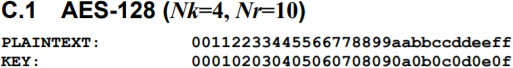 C.1 AES-128 (Nk=4, Nr=10)
PLAINTEXT: 00112233445566778899aabbccddeeff
KEY: 000102030405060708090a0b0c0d0e0f